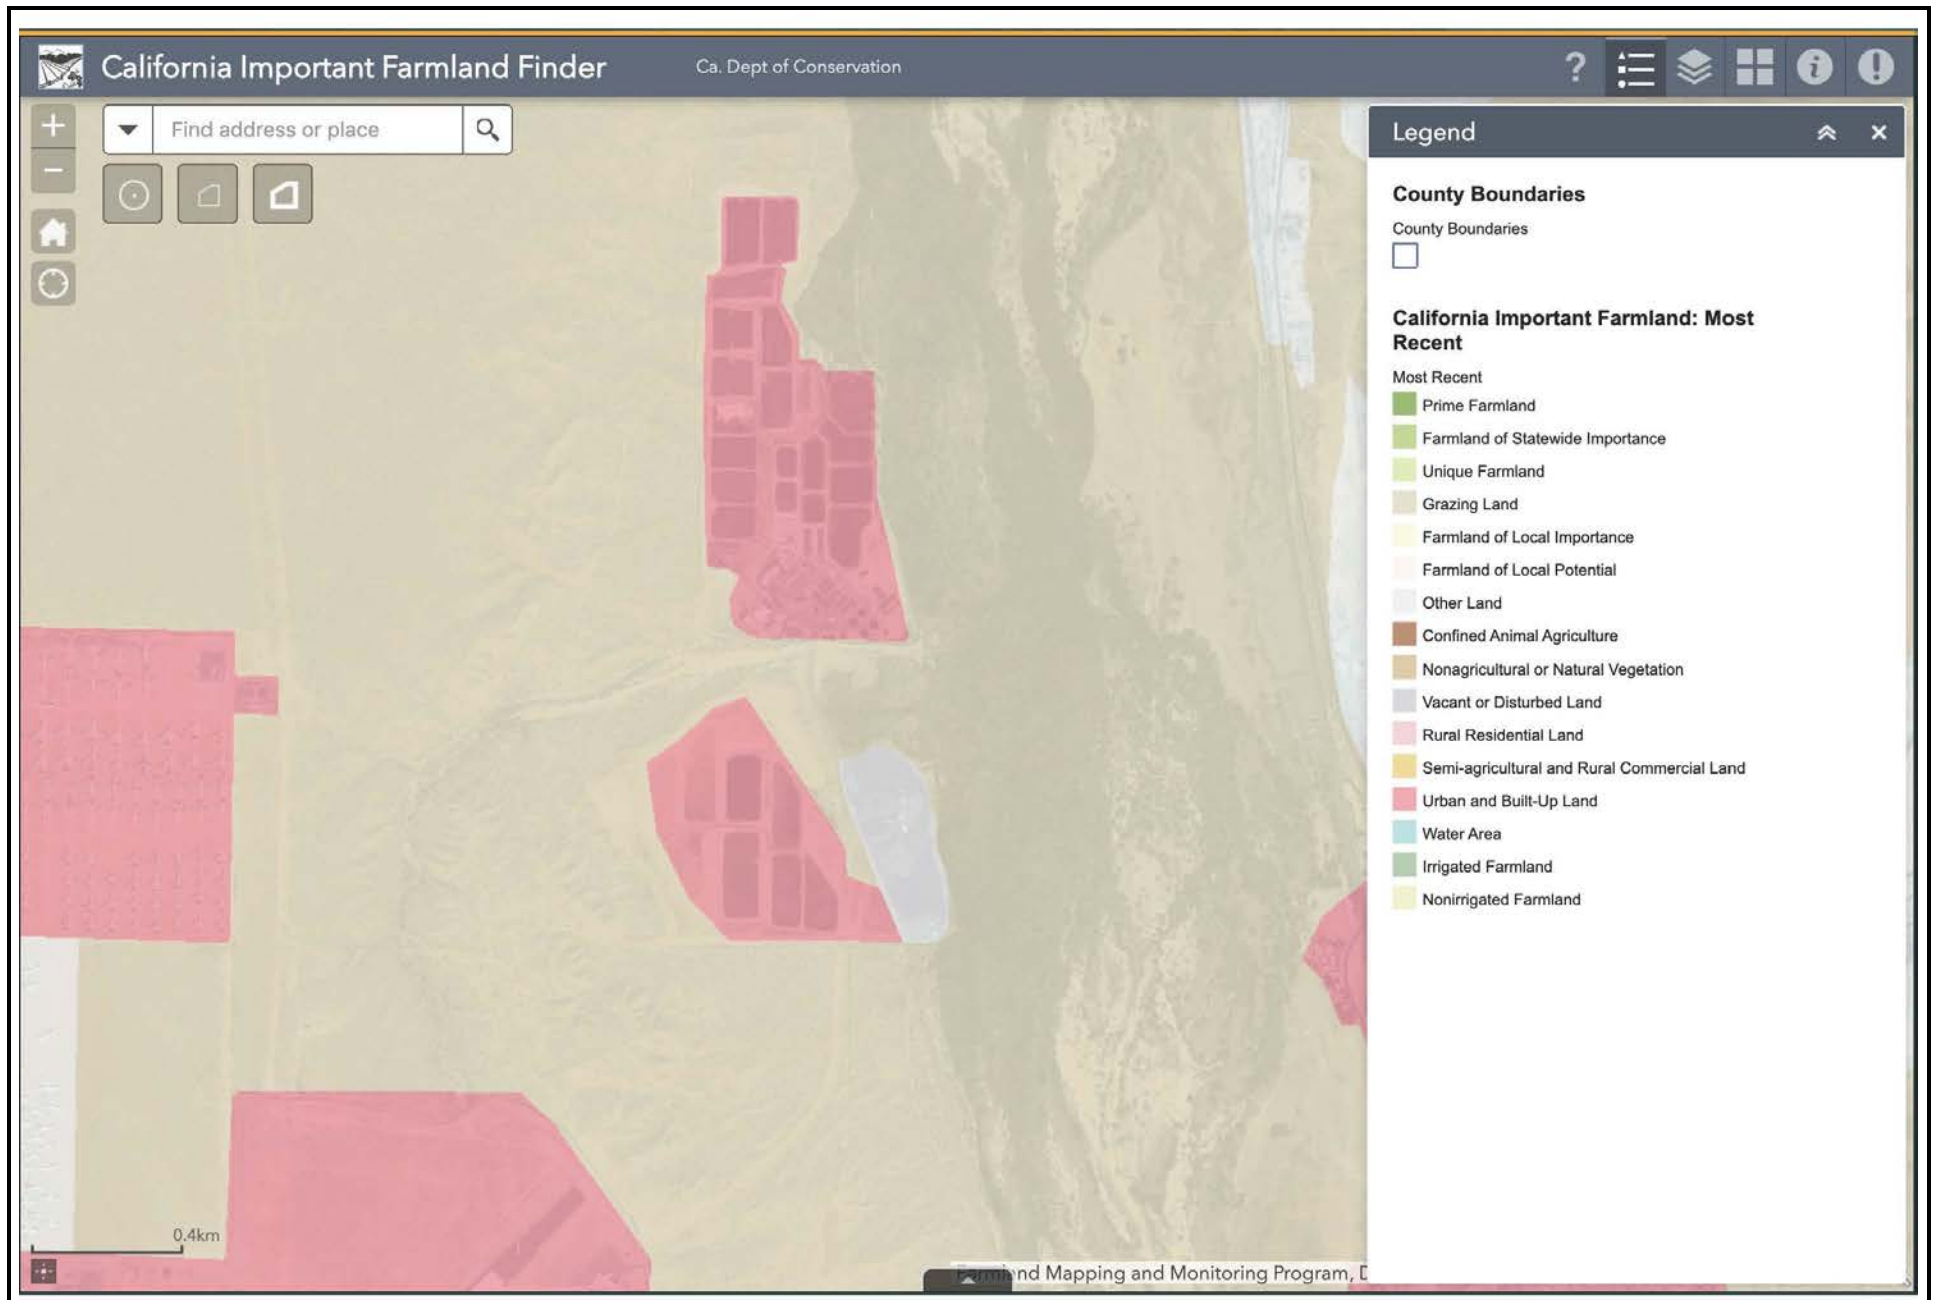 California Important Farmland Finder
Ca. Dept of Conservation
Find address or place
Legend
County Boundaries
County Boundaries
California Important Farmland: Most
Recent
Most Recent
Prime Farmland
Farmland of Statewide Importance
Unique Farmland
Grazing Land
Farmland of Local Importance
Farmland of Local Potential
Other Land
Confined Animal Agriculture
Nonagricultural or Natural Vegetation
Vacant or Disturbed Land
Rural Residential Land
Semi-agricultural and Rural Commercial Land
Urban and Built-Up Land
Water Area
Irrigated Farmland
Nonirrigated Farmland
0.4km
Farmland Mapping and Monitoring Program, D